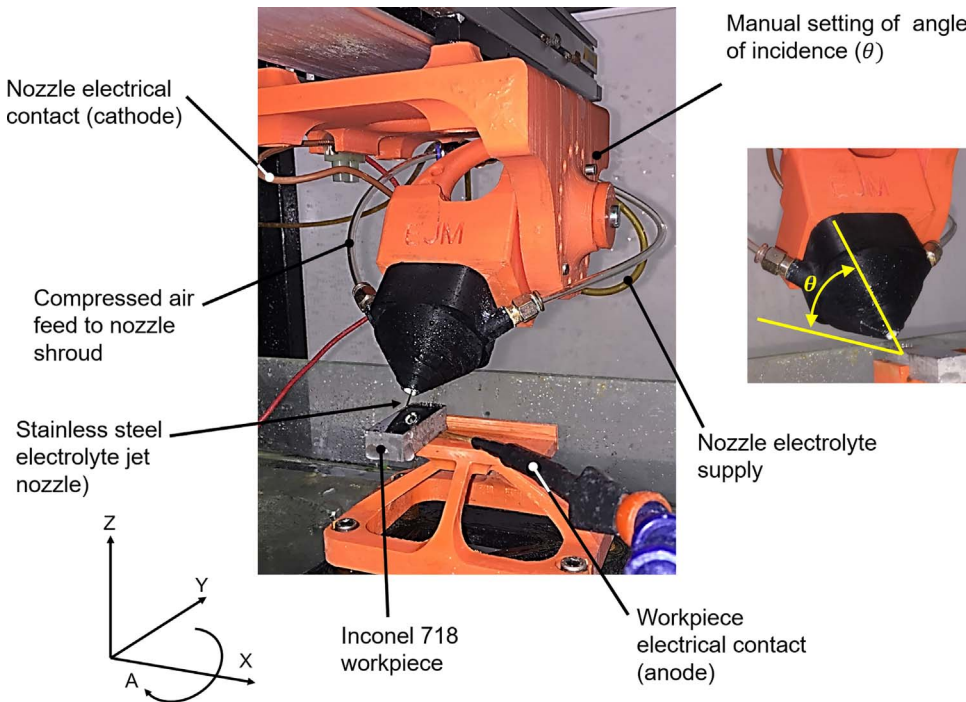 Manual setting of  angle
of incidence (θ)
Nozzle electrical
contact (cathode)
EJM
θ
Compressed air
feed to nozzle
shroud
Stainless steel
electrolyte jet
nozzle)
Nozzle electrolyte
supply
Z
Y
X
A
Inconel 718
workpiece
Workpiece
electrical contact
(anode)